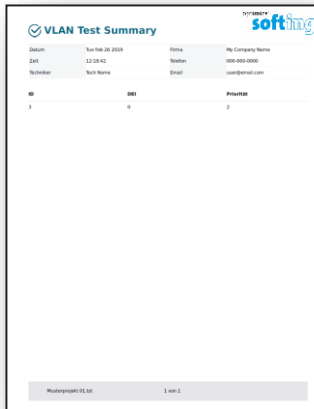 VLAN Test Summary
softing
Datum Tue Feb 26 2019 Firma My Company Name
Zeit 12:18:42 Telefon 000-000-0000
Techniker Tech Name Email user@email.com
ID DEI Priorität
3 0 2
Musterprojekt 01.tst 1 von 1